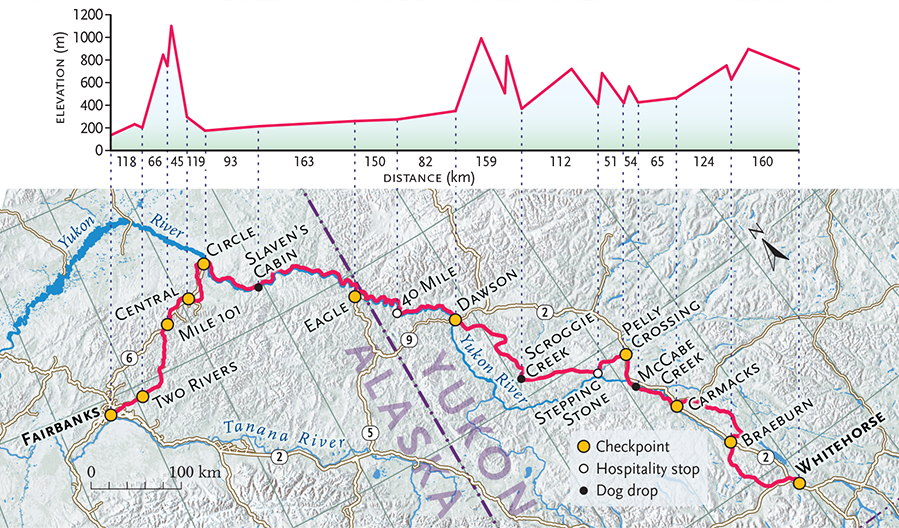 1200
1000
800
600
400
200
0
ELEVATION (m)
118 66 45 119 93 163 150 82 159 112 51 54 65 124 160
DISTANCE (km)
Yukon River
CIRCLE
SLAVEN'S
CABIN
CENTRAL
MILE 101
EAGLE
40 MILE
DAWSON
2
PELLY
CROSSING
9
6
Yukon River
SCROGGIE
CREEK
MCCABE
CREEK
STEPPING
STONE
CARMACKS
TWO RIVERS
FAIRBANKS
YUKON
ALASKA
BRAEBURN
WHITEHORSE
Tanana River
2
5
2
N
0 100 km
Checkpoint
Hospitality stop
Dog drop